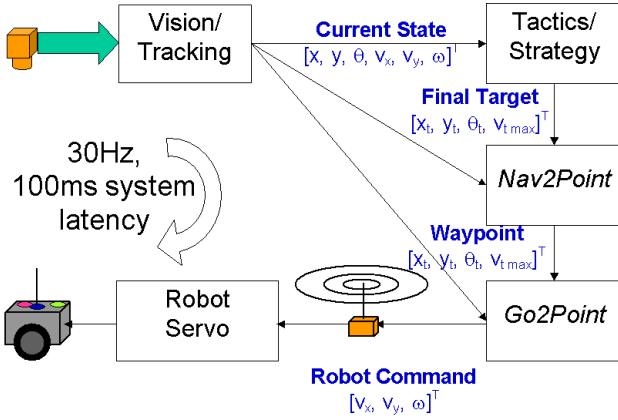 Vision/
Tracking
Current State
[x, y, θ, vx, vy, ω]T
Tactics/
Strategy
Final Target
[xt, yt, θt, vt max]T
30Hz,
100ms system
latency
Nav2Point
Waypoint
[xt, yt, θt, vt max]T
Robot
Servo
Go2Point
Robot Command
[vx, vy, ω]T